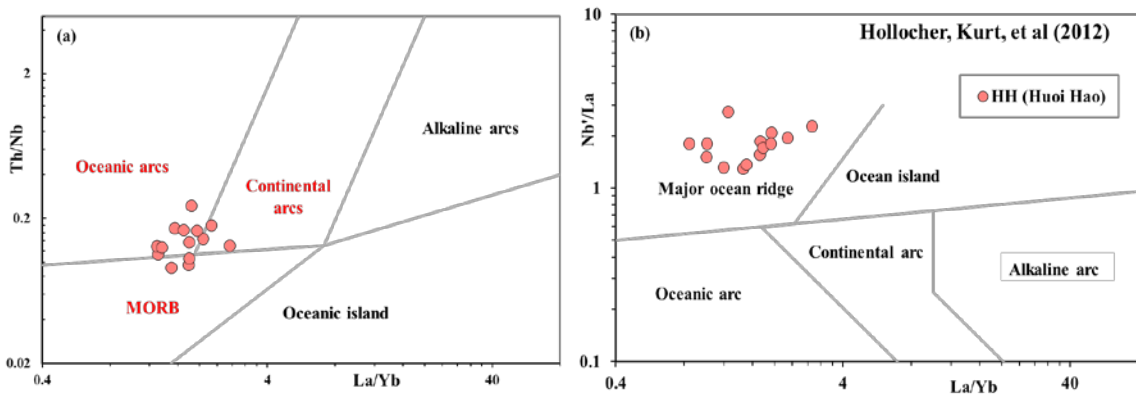 (a)
2
0.2
0.02
0.4
4
40
Th/Nb
La/Yb
Oceanic arcs
Continental
arcs
Alkaline arcs
MORB
Oceanic island
(b)
Hollocher, Kurt, et al (2012)
HH (Huoi Hao)
10
1
0.1
0.4
4
40
Nb'/La
La/Yb
Major ocean ridge
Ocean island
Continental arc
Oceanic arc
Alkaline arc